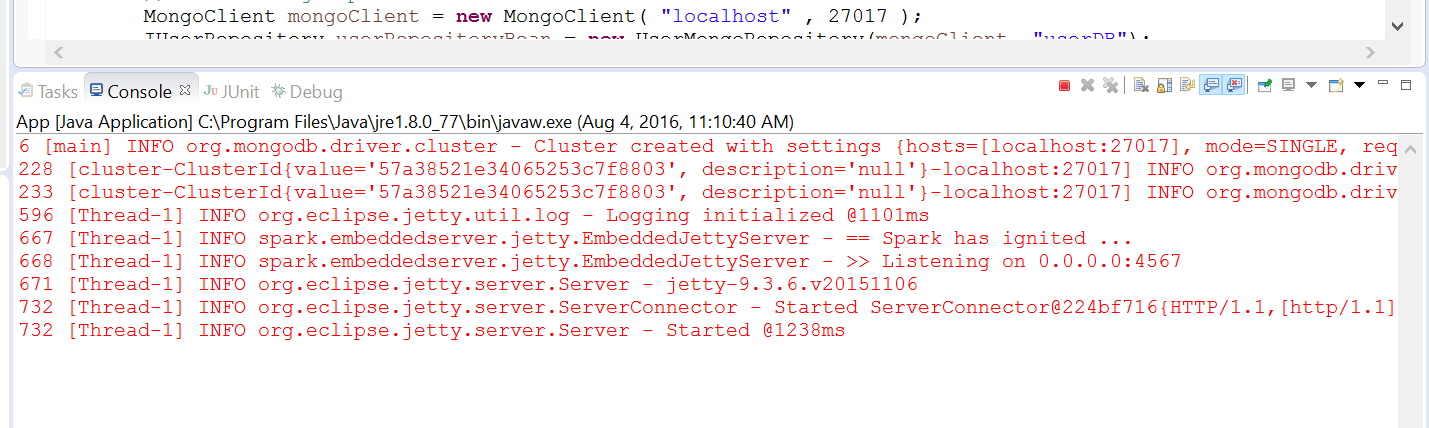 MongoClient mongoClient = new MongoClient( "localhost" , 27017 );
IUserRepository userRepositoryBean = new UserMongoRepository(mongoClient, "userDB");
Tasks Console JUnit Debug
App [Java Application] C:\Program Files\Java\jre1.8.0_77\bin\javaw.exe (Aug 4, 2016, 11:10:40 AM)
6 [main] INFO org.mongodb.driver.cluster - Cluster created with settings {hosts=[localhost:27017], mode=SINGLE, req
228 [cluster-ClusterId{value='57a38521e34065253c7f8803', description='null'}-localhost:27017] INFO org.mongodb.driv
233 [cluster-ClusterId{value='57a38521e34065253c7f8803', description='null'}-localhost:27017] INFO org.mongodb.driv
596 [Thread-1] INFO org.eclipse.jetty.util.log - Logging initialized @1101ms
667 [Thread-1] INFO spark.embeddedserver.jetty.EmbeddedJettyServer - == Spark has ignited ...
668 [Thread-1] INFO spark.embeddedserver.jetty.EmbeddedJettyServer - >> Listening on 0.0.0.0:4567
671 [Thread-1] INFO org.eclipse.jetty.server.Server - jetty-9.3.6.v20151106
732 [Thread-1] INFO org.eclipse.jetty.server.ServerConnector - Started ServerConnector@224bf716{HTTP/1.1,[http/1.1]
732 [Thread-1] INFO org.eclipse.jetty.server.Server - Started @1238ms